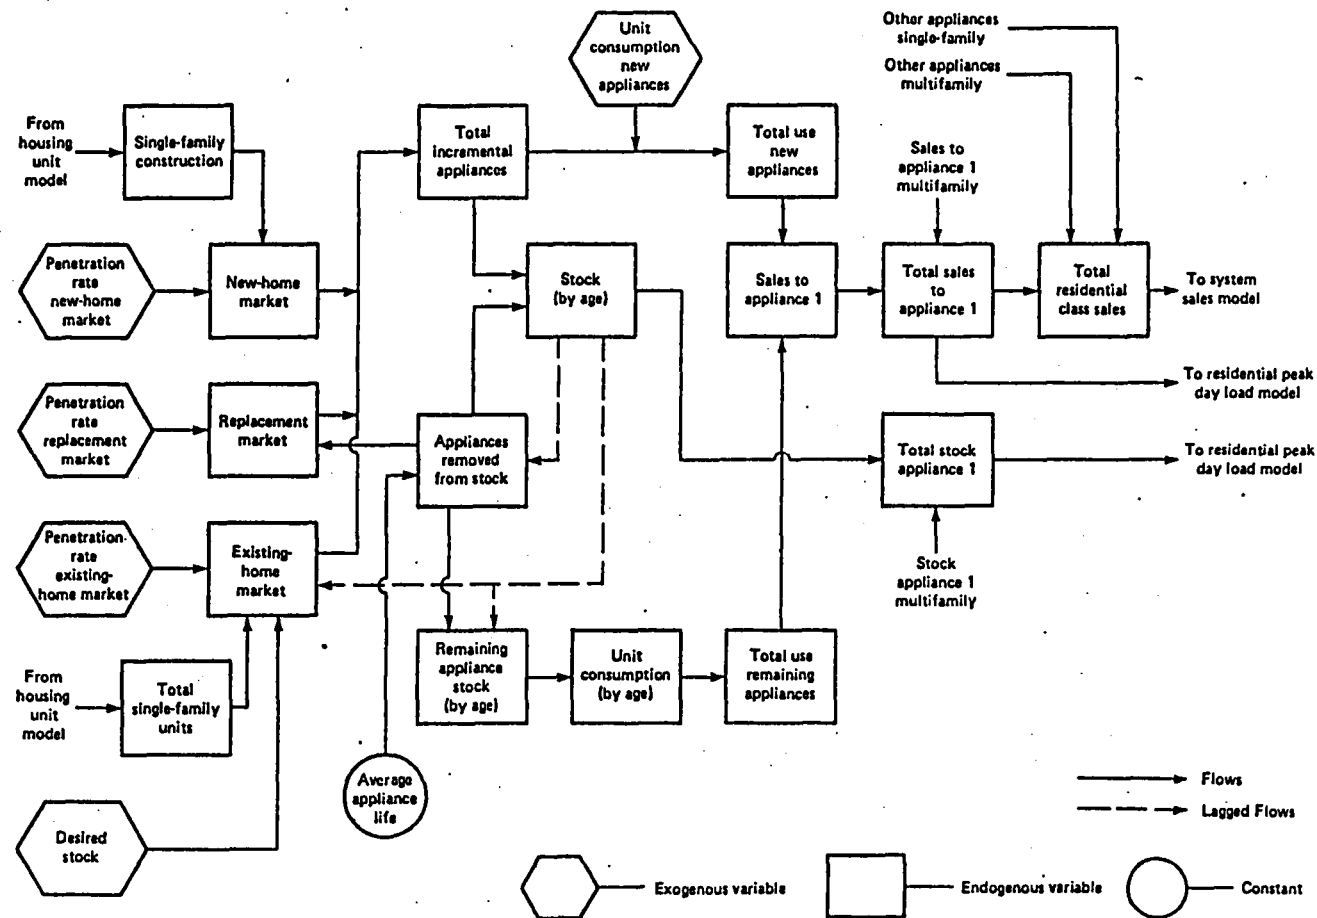 Unit
consumption
new
appliances
Other appliances
single-family
Other appliances
multifamily
From
housing
unit
model
Single-family
construction
Total
incremental
appliances
Total use
new
appliances
Sales to
appliance 1
multifamily
Penetration
rate
new-home
market
New-home
market
Stock
(by age)
Sales to
appliance 1
Total sales
to
appliance 1
Total
residential
class sales
To system
sales model
To residential peak
day load model
Penetration
rate
replacement
market
Replacement
market
Appliances
removed
from stock
Total stock
appliance 1
To residential peak
day load model
Penetration-
rate
existing-
home market
Existing-
home
market
Stock
appliance 1
multifamily
From
housing
unit
model
Total
single-family
units
Remaining
appliance
stock
(by age)
Unit
consumption
(by age)
Total use
remaining
appliances
Average
appliance
life
Desired
stock
Flows
Lagged Flows
Exogenous variable
Endogenous variable
Constant